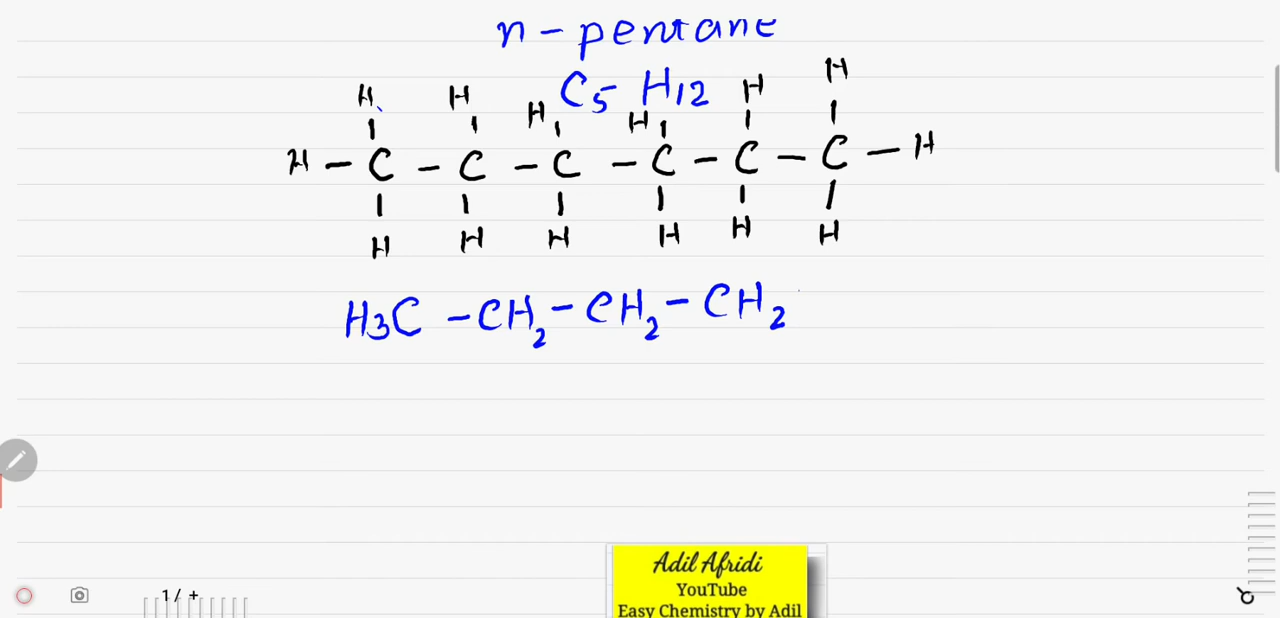 n - pentane
C5 H12
H H H H H H
H - C - C - C - C - C - C - H
H H H H H H
H3C - CH2 - CH2 - CH2
1 / +
Adil Afridi
YouTube
Easy Chemistry by Adil